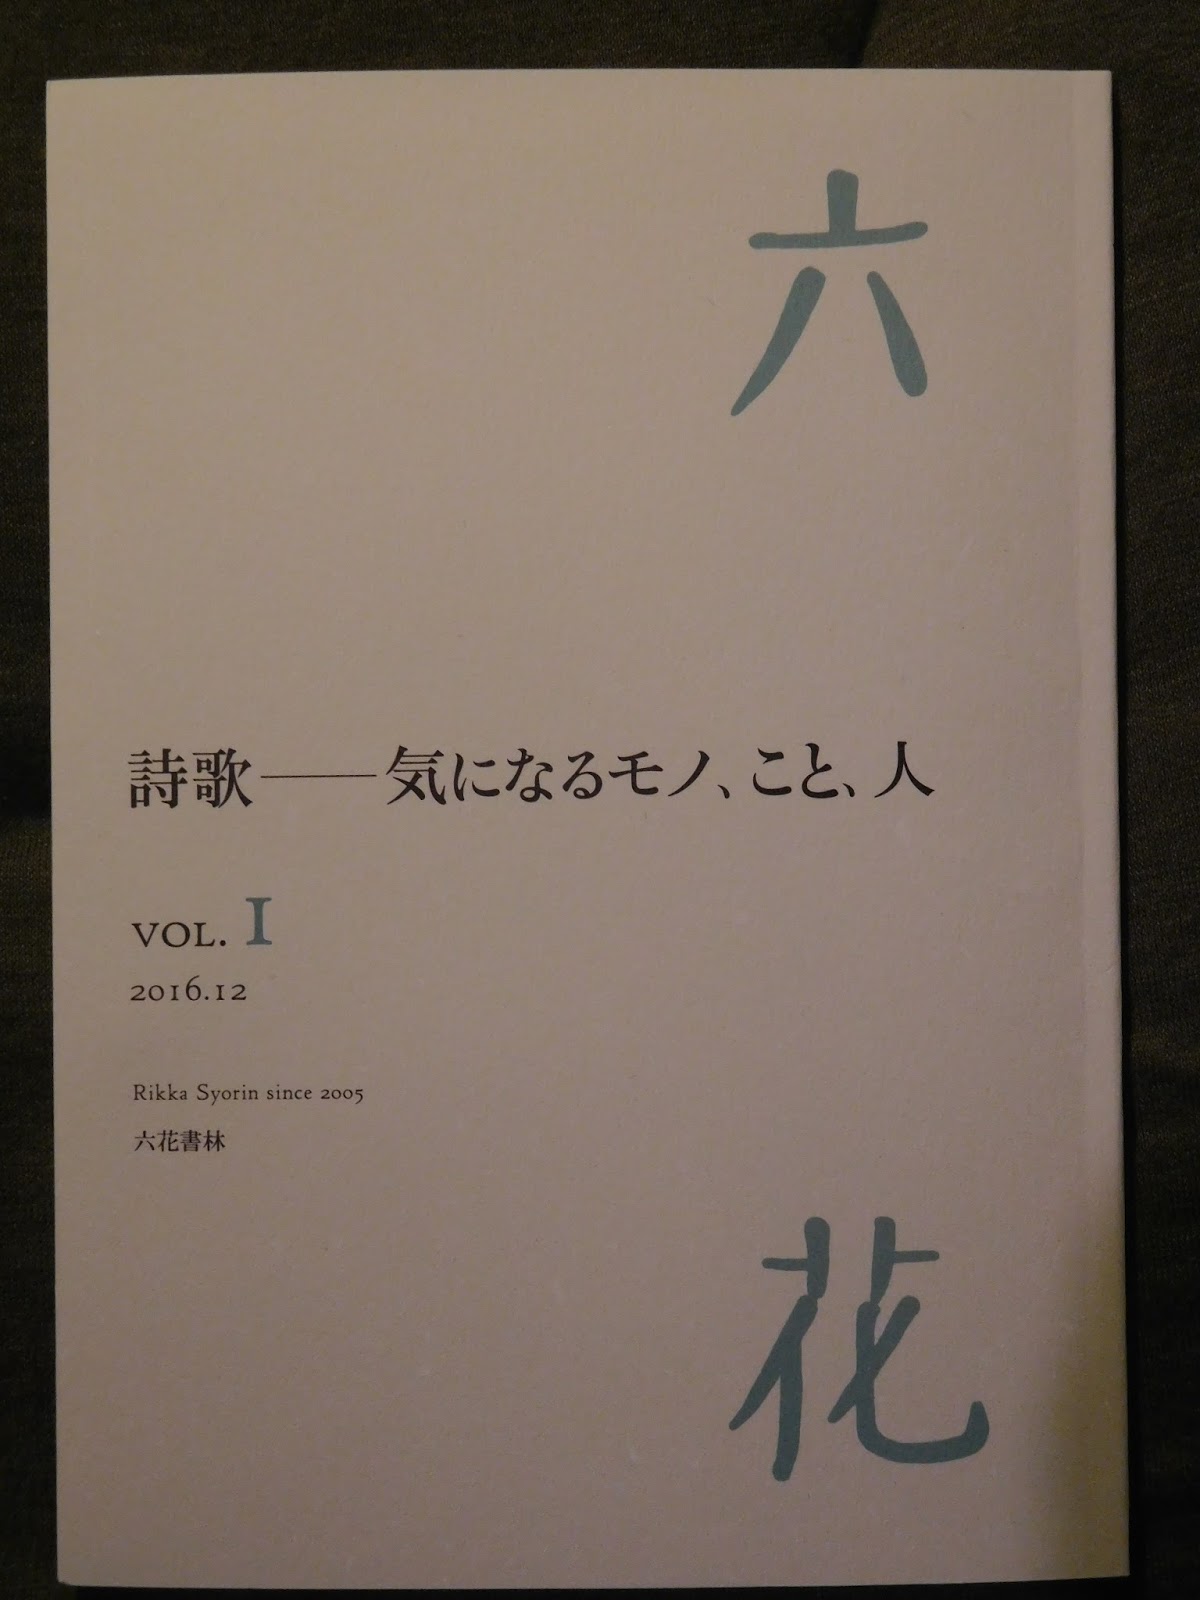 六花
詩歌――気になるモノ、こと、人
VOL. 1
2016.12
Rikka Syorin since 2005
六花書林